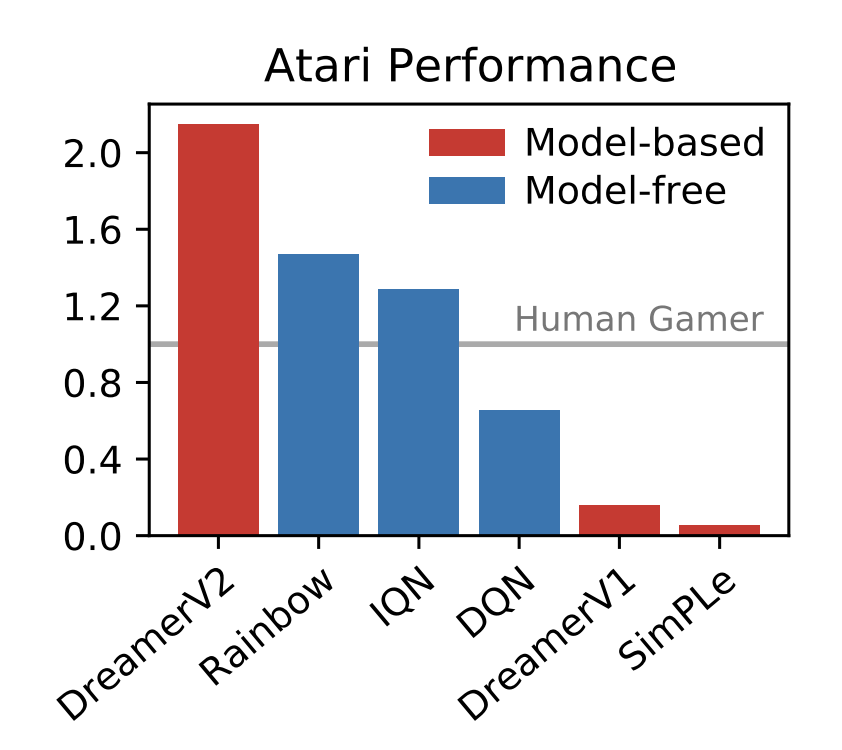 Atari Performance
2.0
1.6
1.2
0.8
0.4
0.0
Model-based
Model-free
Human Gamer
DreamerV2
Rainbow
IQN
DQN
DreamerV1
SimPLe